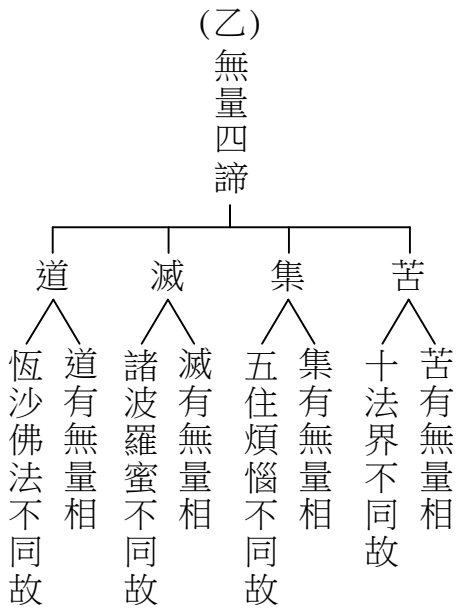 (乙)
無量四諦
苦
苦有無量相
十法界不同故
集
集有無量相
五住煩惱不同故
滅
滅有無量相
諸波羅蜜不同故
道
道有無量相
恆沙佛法不同故